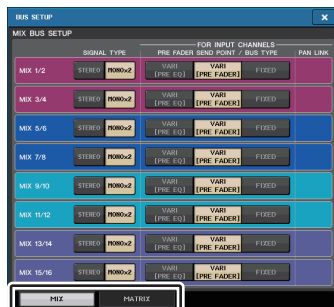 BUS SETUP ×
MIX BUS SETUP
FOR INPUT CHANNELS
SIGNAL TYPE PRE FADER SEND POINT / BUS TYPE PAN LINK
MIX 1/2 STEREO MONOx2 VARI [PRE EQ] VARI [PRE FADER] FIXED
MIX 3/4 STEREO MONOx2 VARI [PRE EQ] VARI [PRE FADER] FIXED
MIX 5/6 STEREO MONOx2 VARI [PRE EQ] VARI [PRE FADER] FIXED
MIX 7/8 STEREO MONOx2 VARI [PRE EQ] VARI [PRE FADER] FIXED
MIX 9/10 STEREO MONOx2 VARI [PRE EQ] VARI [PRE FADER] FIXED
MIX 11/12 STEREO MONOx2 VARI [PRE EQ] VARI [PRE FADER] FIXED
MIX 13/14 STEREO MONOx2 VARI [PRE EQ] VARI [PRE FADER] FIXED
MIX 15/16 STEREO MONOx2 VARI [PRE EQ] VARI [PRE FADER] FIXED
MIX MATRIX